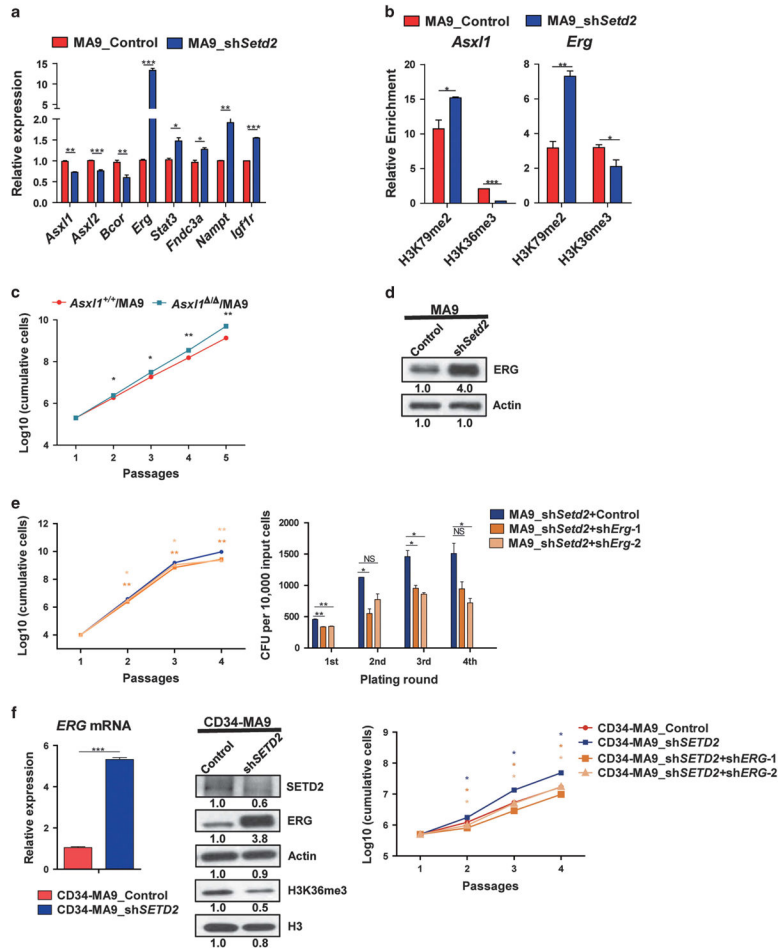 a
MA9_Control MA9_shSetd2
Relative expression
15
10
5
2.0
1.5
1.0
0.5
0.0
** *** ** *** * * ** ***
Asxl1 Asxl2 Bcor Erg Stat3 Fndc3a Nampt Igf1r
b
MA9_Control MA9_shSetd2
Asxl1 Erg
Relative Enrichment
20
15
10
5
0
* ***
H3K79me2 H3K36me3
8
6
4
2
0
** *
H3K79me2 H3K36me3
c
Asxl1+/+/MA9 AsxlΔ/Δ/MA9
Log10 (cumulative cells)
10
8
6
4
* * ** **
1 2 3 4 5
Passages
d
MA9
Control shSetd2
ERG
1.0 4.0
Actin
1.0 1.0
e
Log10 (cumulative cells)
12
10
8
6
4
* * * **
** ** **
1 2 3 4
Passages
MA9_shSetd2+Control
MA9_shSetd2+shErg-1
MA9_shSetd2+shErg-2
CFU per 10,000 input cells
2000
1500
1000
500
0
** ** * NS * * NS *
1st 2nd 3rd 4th
Plating round
f
ERG mRNA
Relative expression
6
4
2
0
***
CD34-MA9_Control
CD34-MA9_shSETD2
CD34-MA9
Control shSETD2
SETD2
1.0 0.6
ERG
1.0 3.8
Actin
1.0 0.9
H3K36me3
1.0 0.5
H3
1.0 0.8
CD34-MA9_Control
CD34-MA9_shSETD2
CD34-MA9_shSETD2+shERG-1
CD34-MA9_shSETD2+shERG-2
Log10 (cumulative cells)
9
8
7
6
5
* * *
* * *
* * *
1 2 3 4
Passages